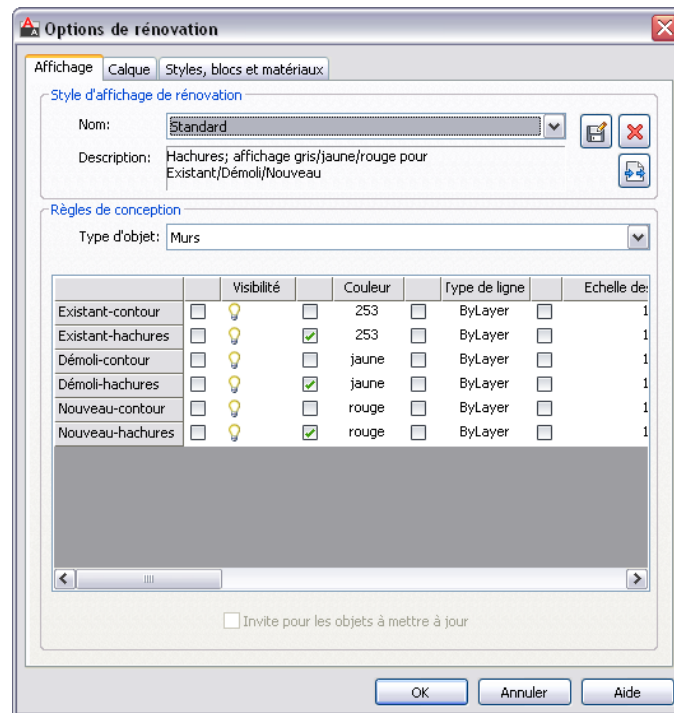 Options de rénovation
Affichage Calque Styles, blocs et matériaux
Style d'affichage de rénovation
Nom: Standard
Description: Hachures; affichage gris/jaune/rouge pour
Existant/Démoli/Nouveau
Règles de conception
Type d'objet: Murs
Visibilité Couleur Type de ligne Echelle de
Existant-contour 253 ByLayer 1
Existant-hachures 253 ByLayer 1
Démoli-contour jaune ByLayer 1
Démoli-hachures jaune ByLayer 1
Nouveau-contour rouge ByLayer 1
Nouveau-hachures rouge ByLayer 1
Invite pour les objets à mettre à jour
OK Annuler Aide